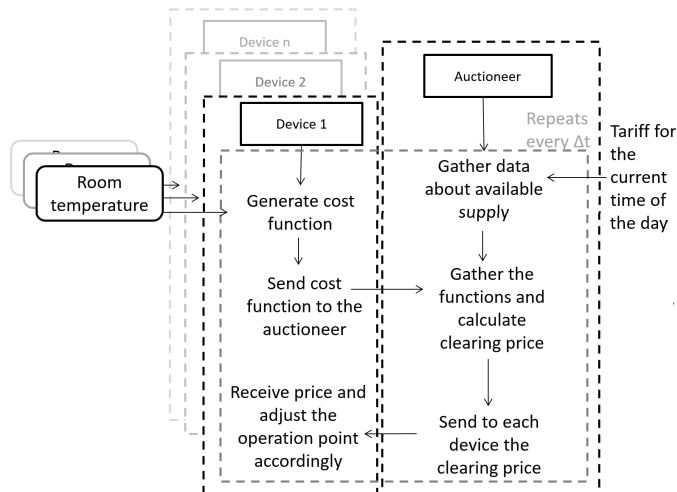 Device n
Device 2
Device 1
Auctioneer
Repeats
every Δt
Tariff for
the
current
time of
the day
Room
temperature
Generate cost
function
Send cost
function to the
auctioneer
Receive price and
adjust the
operation point
accordingly
Gather data
about available
supply
Gather the
functions and
calculate
clearing price
Send to each
device the
clearing price